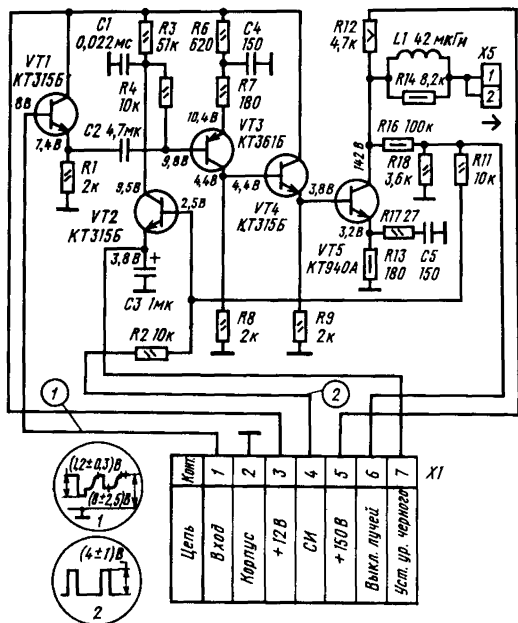 C1
0,022мс
R3
51к
R6
620
C4
150
R12
4,7к
L1 42 мкГн
X5
1
2
VT1
КТ315Б
8В
R4
10к
R7
180
R14 8,2к
7,4В
C2 4,7мк
10,4В
VT3
КТ361Б
R16 100к
9,8В
142 В
R1
2к
4,4В
4,4В
3,8В
R18
3,6к
R11
10к
9,5В
2,5В
VT4
КТ315Б
VT2
КТ315Б
3,2В
R17 27
3,8В
VT5
КТ940А
R13
180
C5
150
C3 1мк
R2 10к
R8
2к
R9
2к
1
2
(1,2±0,3)В
(8±2,5)В
1
(4±1)В
2
Конт. 1 2 3 4 5 6 7 X1
Цепь Вход Корпус +12В СИ +150В Выкл. лучей Уст. ур. черного